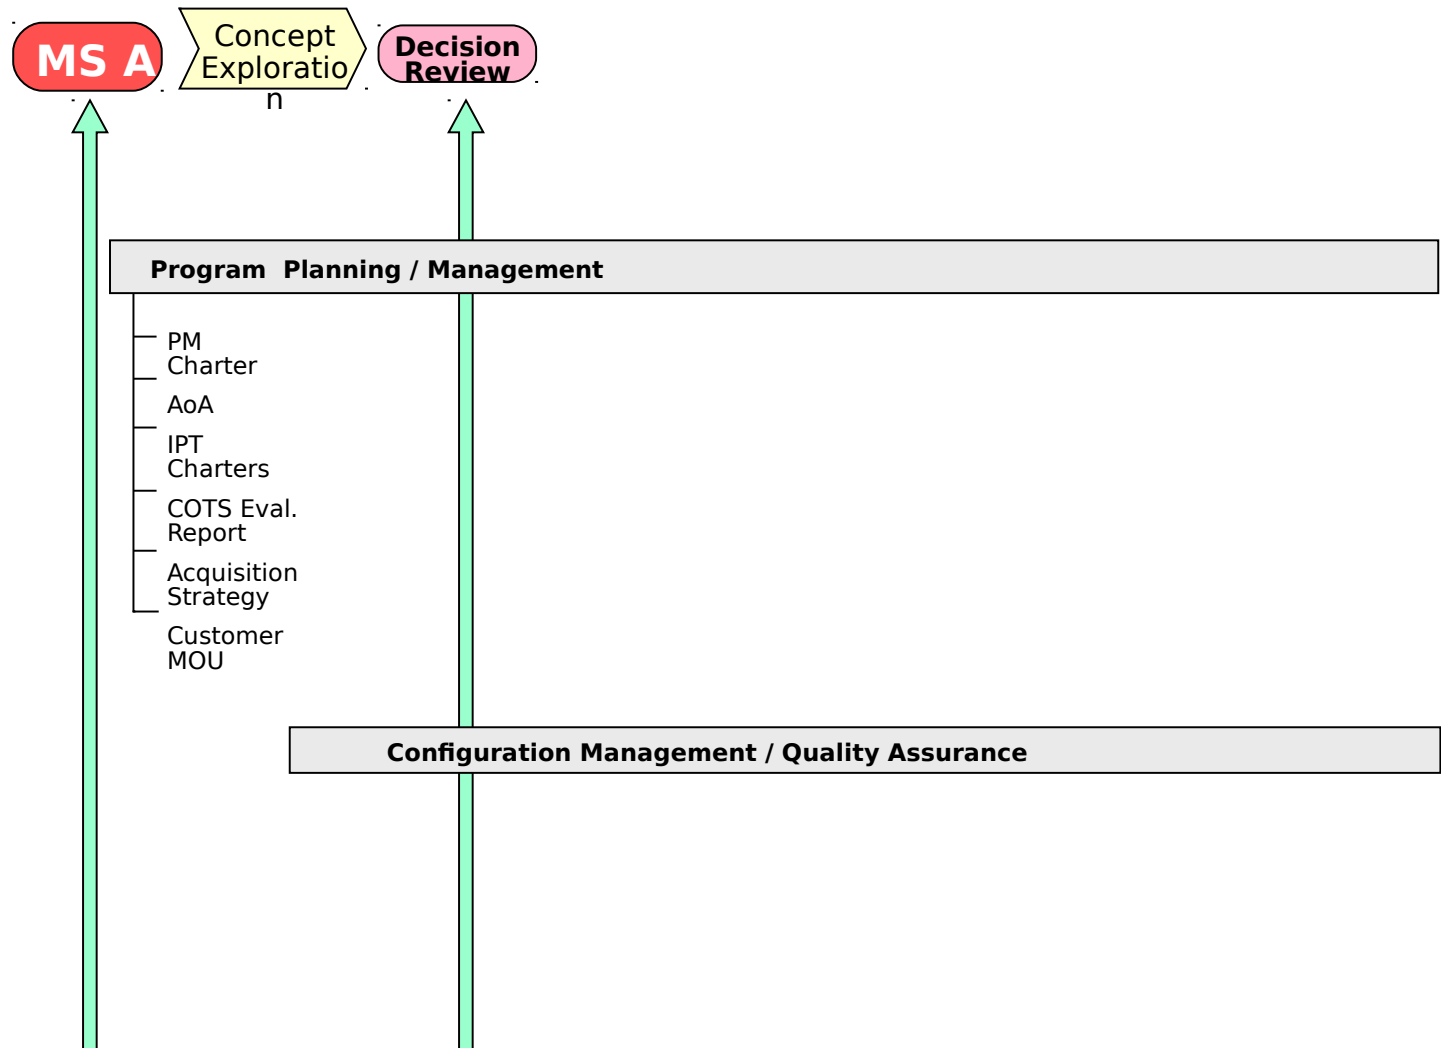 MS A
Concept
Exploratio
n
Decision
Review
Program  Planning / Management
PM
Charter
AoA
IPT
Charters
COTS Eval.
Report
Acquisition
Strategy
Customer
MOU
Configuration Management / Quality Assurance